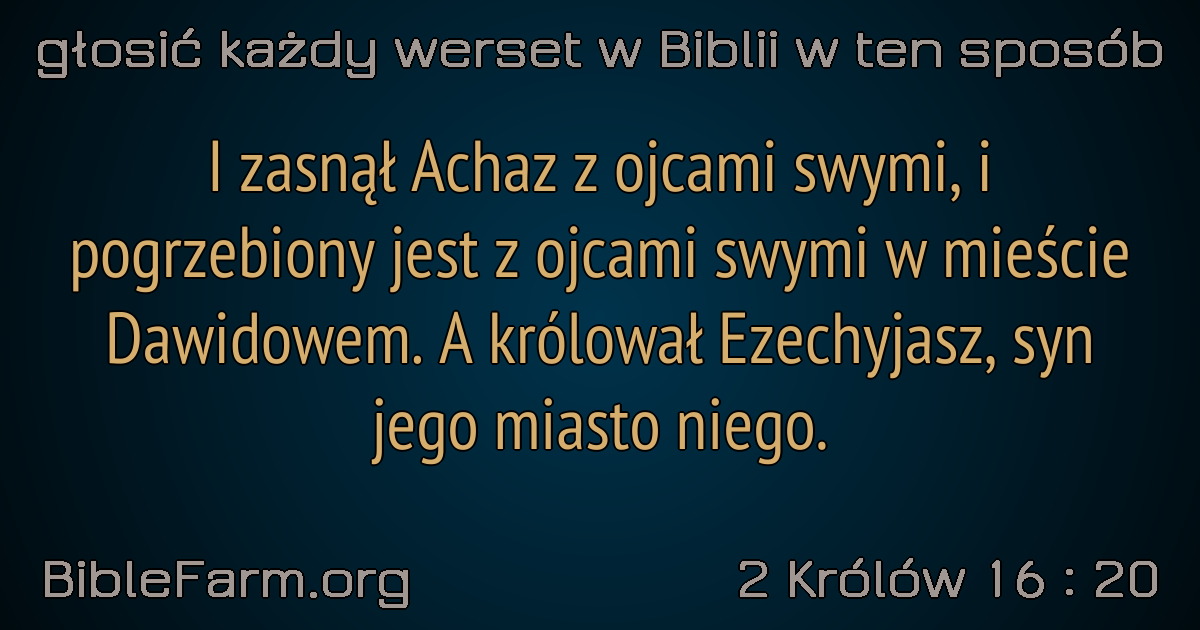 głosić każdy werset w Biblii w ten sposób
I zasnął Achaz z ojcami swymi, i
pogrzebiony jest z ojcami swymi w mieście
Dawidowem. A królował Ezechyjasz, syn
jego miasto niego.
BibleFarm.org
2 Królów 16 : 20